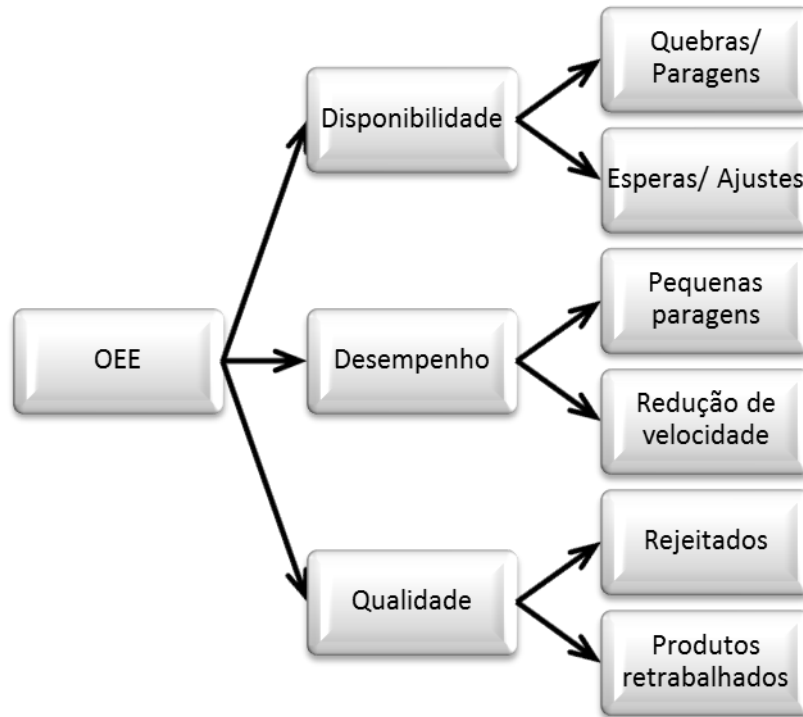 Quebras/
Paragens
Disponibilidade
Esperas/ Ajustes
Pequenas
paragens
OEE
Desempenho
Redução de
velocidade
Rejeitados
Qualidade
Produtos
retrabalhados